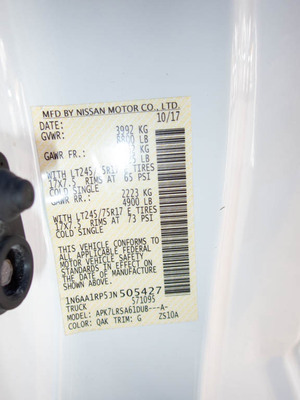 MFD BY NISSAN MOTOR CO., LTD.
DATE: 10/17
GVWR: 3992 KG
8800 LB
GAWR FR: KG
LB
WITH LT245/75R17 E TIRES
17X7.5 RIMS AT 65 PSI
COLD SINGLE
GAWR RR: 2223 KG
4900 LB
WITH LT245/75R17 E TIRES
17X7.5 RIMS AT 73 PSI
COLD SINGLE
THIS VEHICLE CONFORMS
TO ALL APPLICABLE FEDERAL
MOTOR VEHICLE SAFETY
STANDARDS IN EFFECT ON
THE DATE OF MANUFACTURE
1N6AA1RP5JN505427
TRUCK S71095
MODEL: APK7LRSA61DU8---A-
COLOR: QAK TRIM: G ZS10A